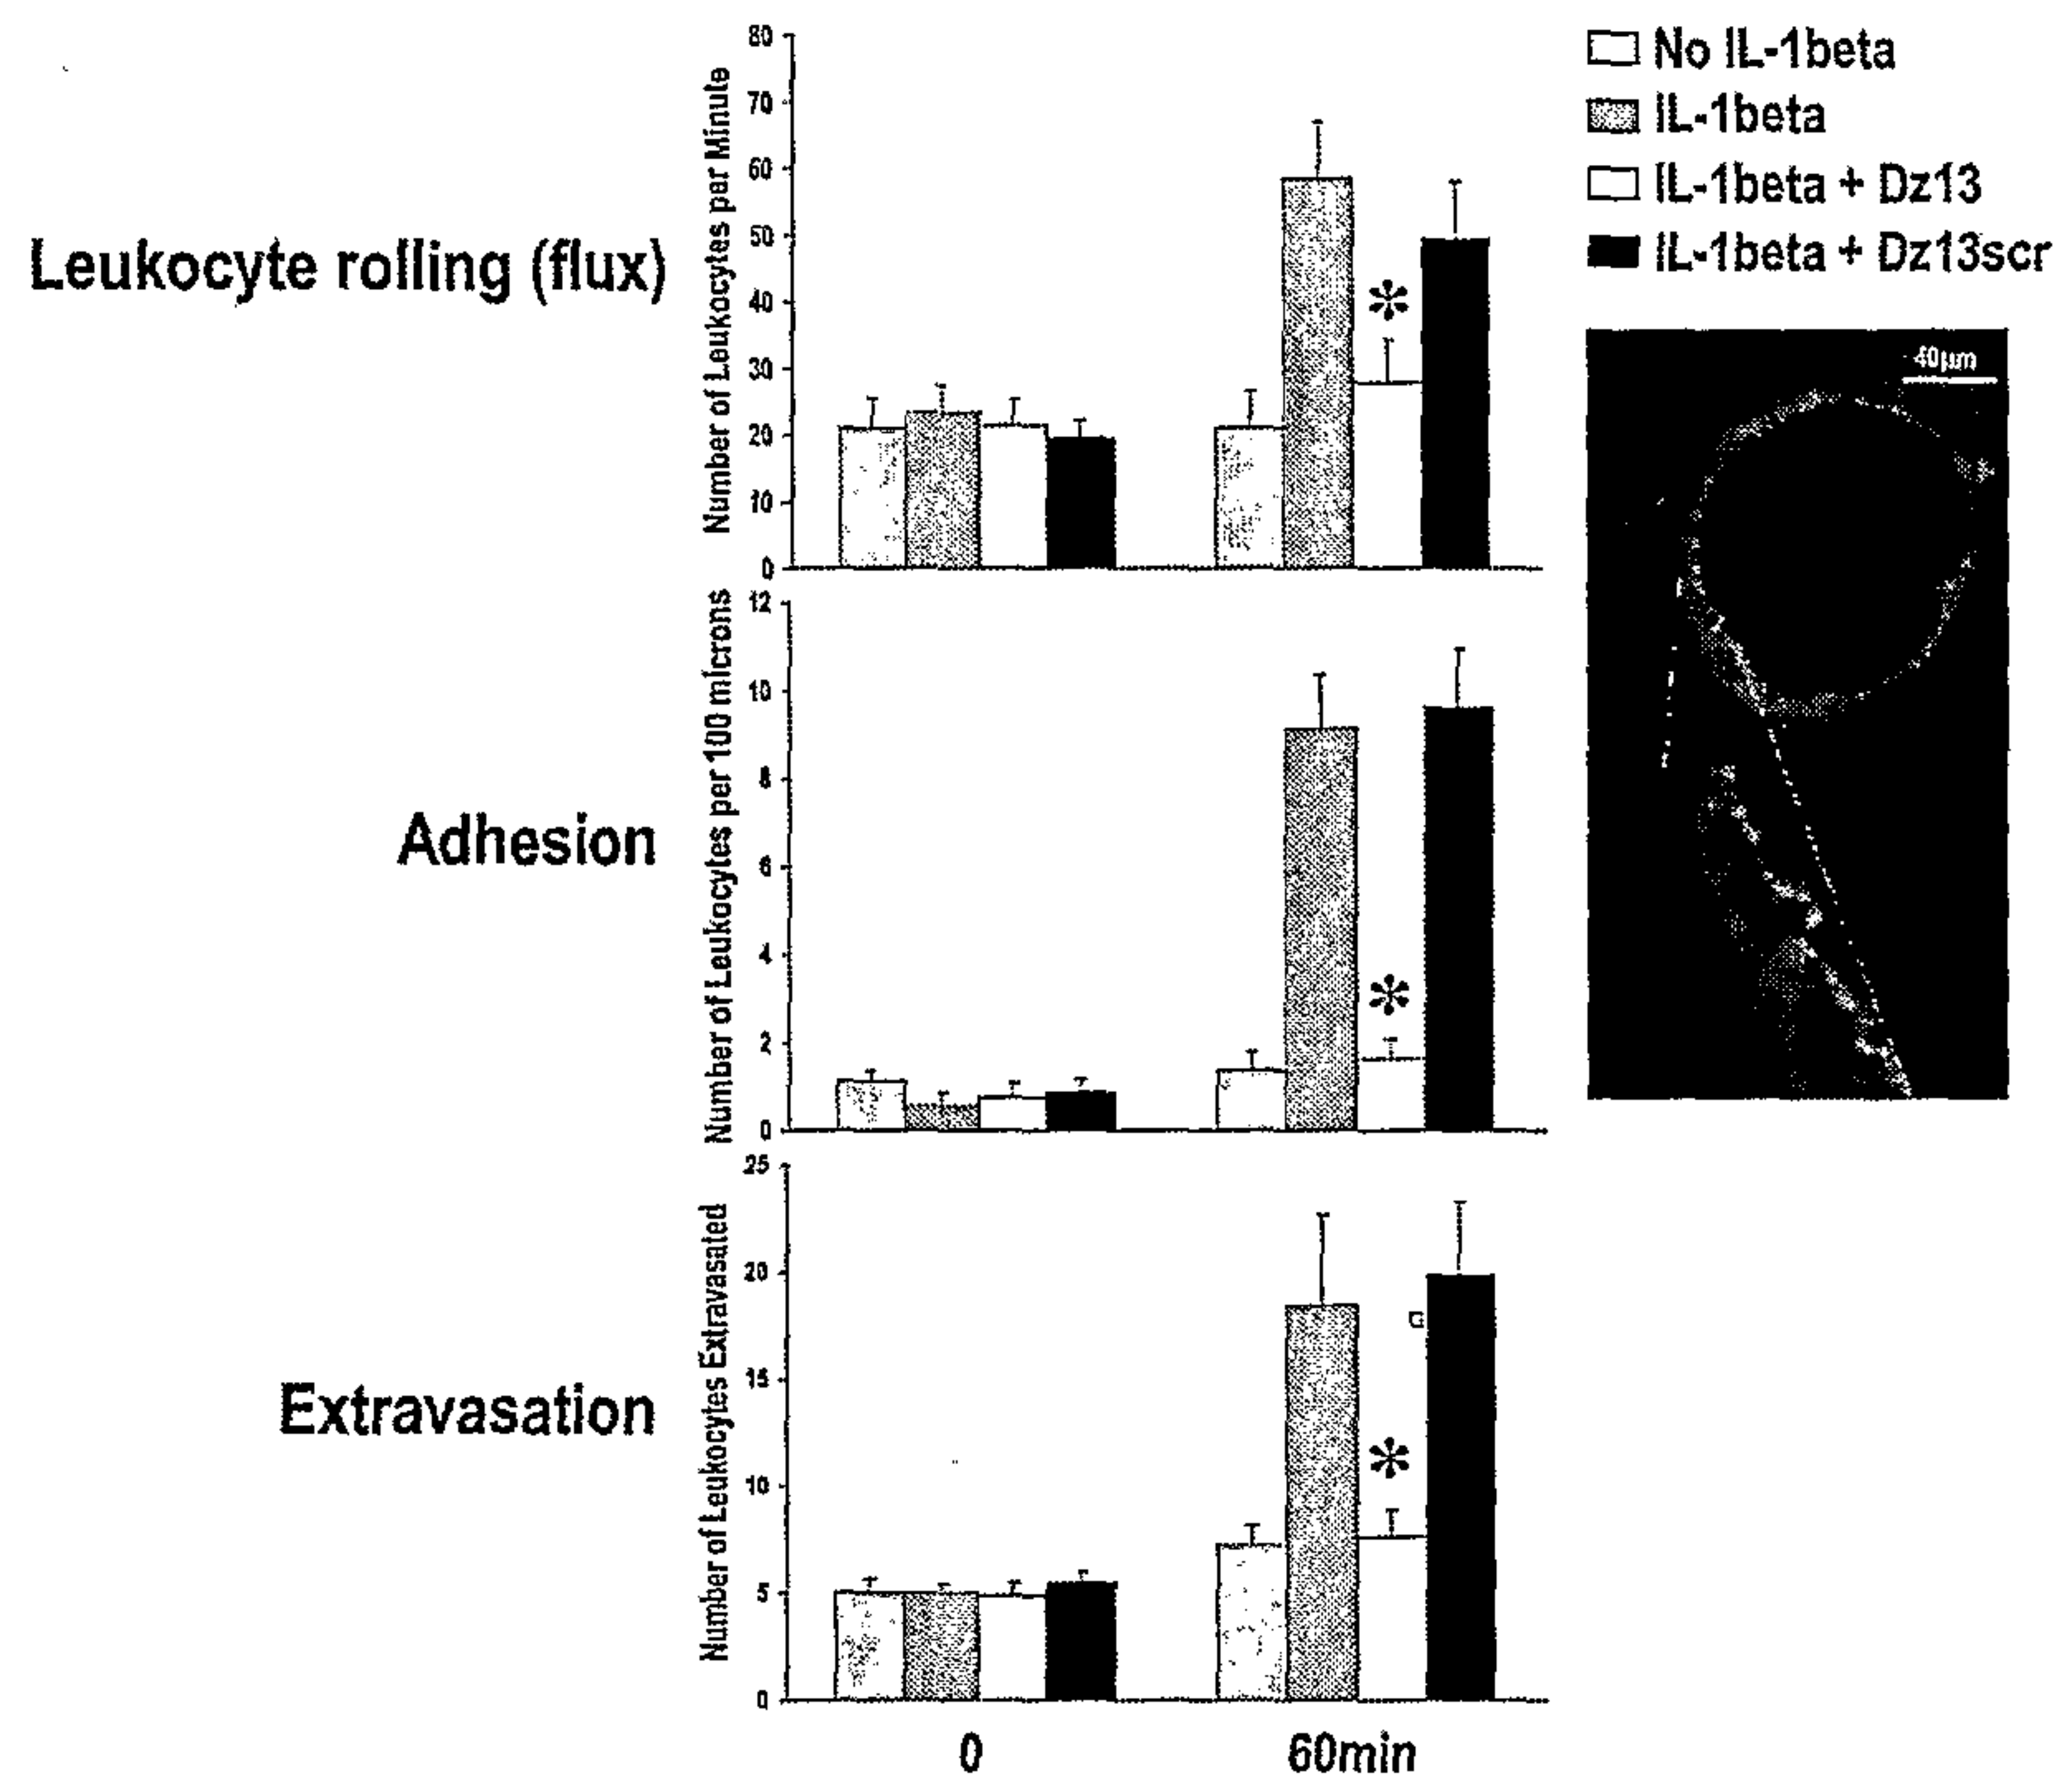 No IL-1beta
IL-1beta
IL-1beta + Dz13
IL-1beta + Dz13scr
40µm
Leukocyte rolling (flux)
Number of Leukocytes per Minute
80
70
60
50
40
30
20
10
0
*
Adhesion
Number of Leukocytes per 100 microns
12
10
8
6
4
2
0
*
Extravasation
Number of Leukocytes Extravasated
25
20
15
10
5
0
*
0
60min